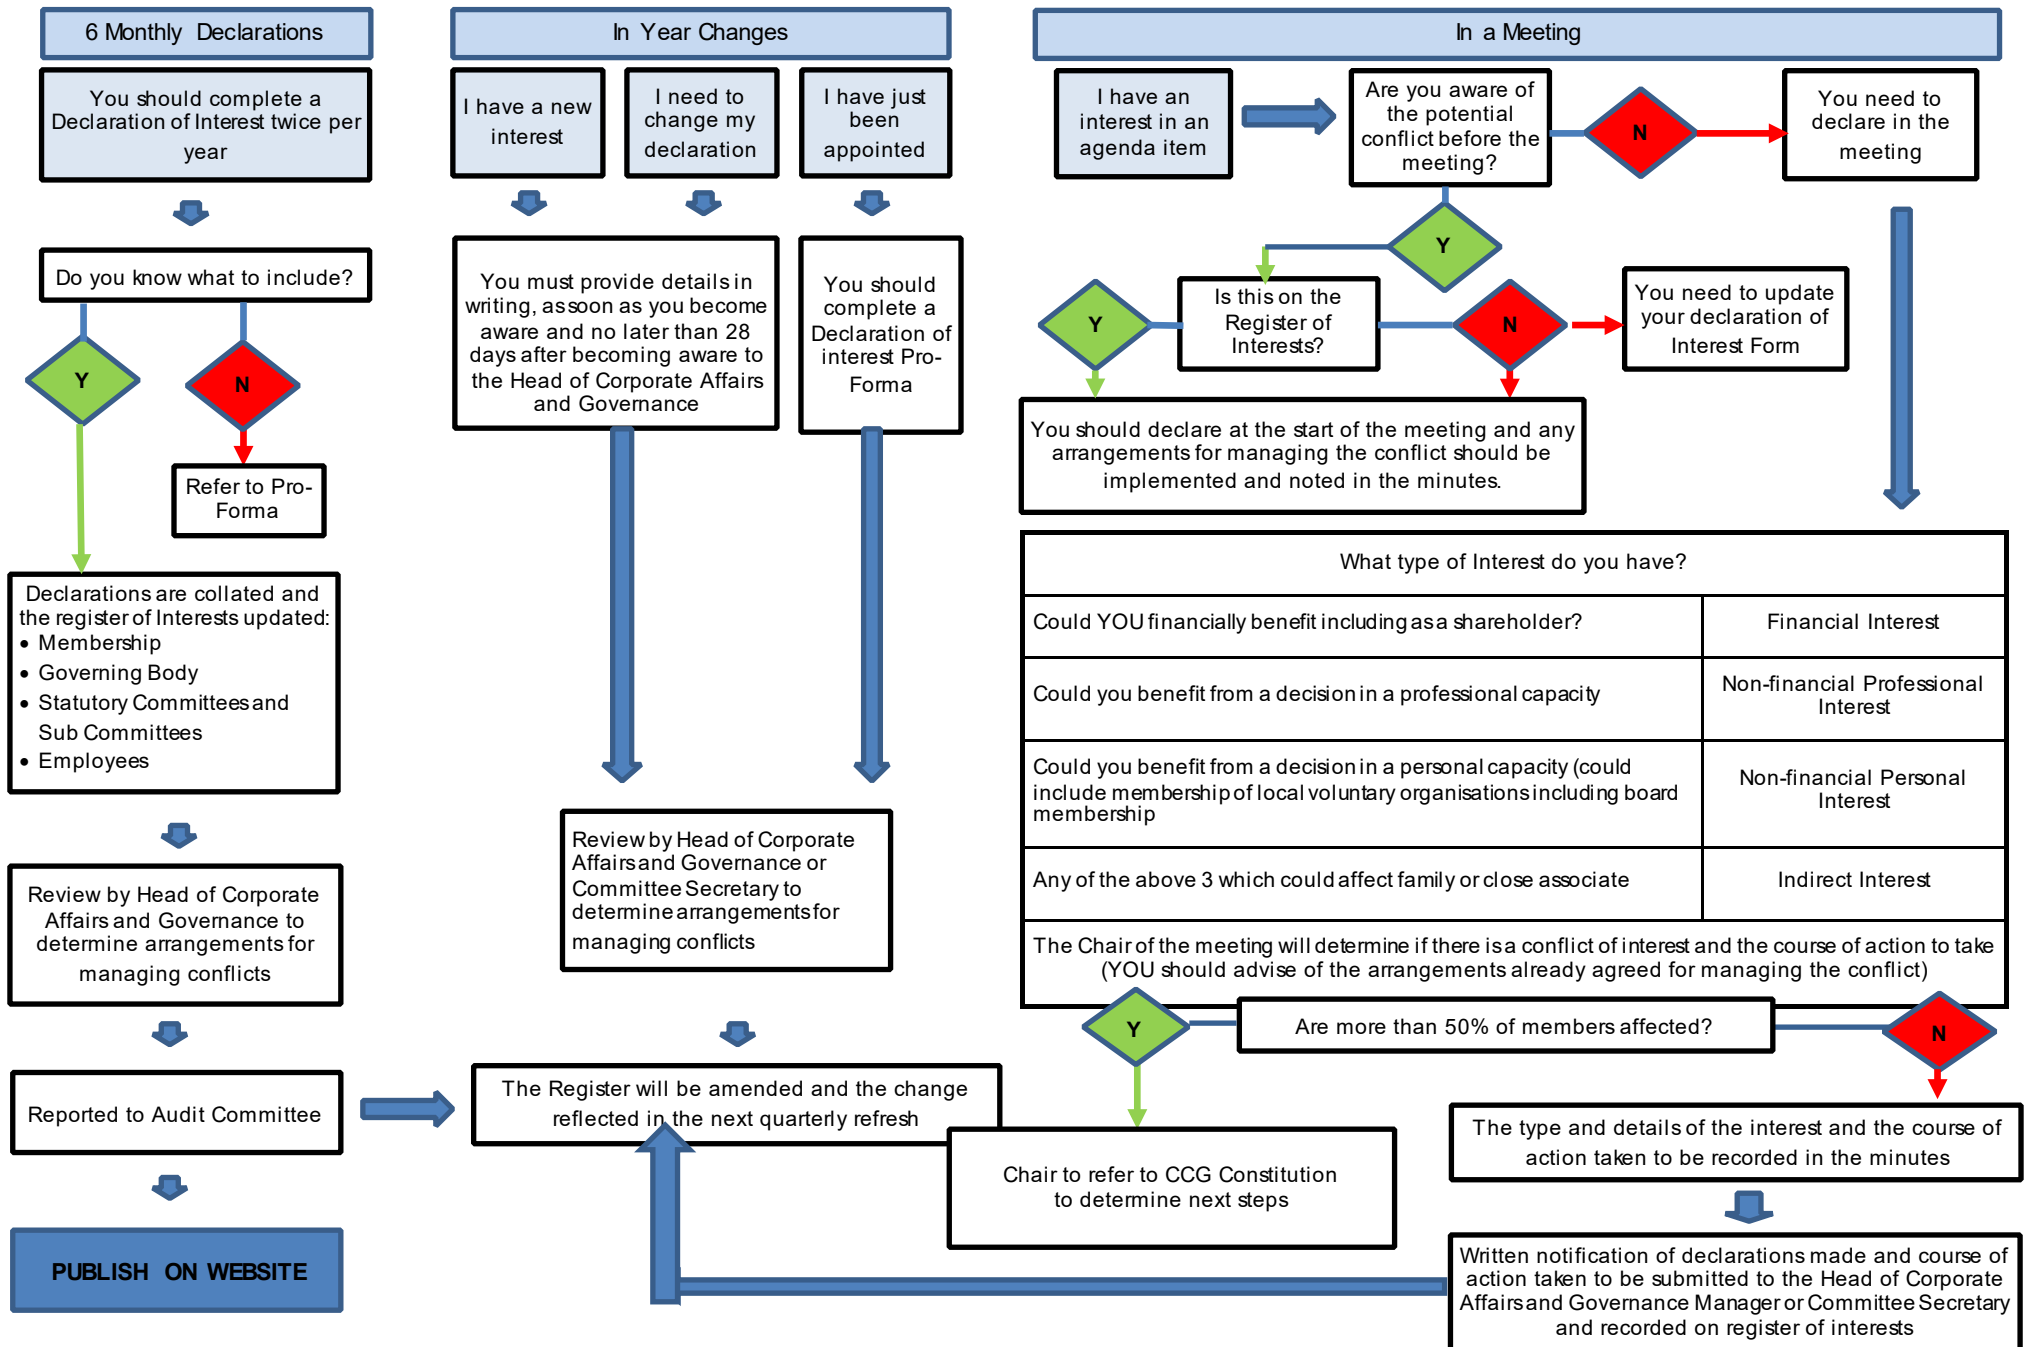 6 Monthly Declarations
You should complete a
Declaration of Interest twice per
year
Do you know what to include?
Y
N
Refer to Pro-
Forma
Declarations are collated and
the register of Interests updated:
• Membership
• Governing Body
• Statutory Committees and
Sub Committees
• Employees
Review by Head of Corporate
Affairs and Governance to
determine arrangements for
managing conflicts
Reported to Audit Committee
PUBLISH ON WEBSITE
In Year Changes
I have a new
interest
I need to
change my
declaration
I have just
been
appointed
You must provide details in
writing, assoon as you become
aware and no later than 28
days after becoming aware to
the Head of Corporate Affairs
and Governance
You should
complete a
Declaration of
interest Pro-
Forma
Review by Head of Corporate
Affairs and Governance or
Committee Secretary to
determine arrangements for
managing conflicts
The Register will be amended and the change
reflected in the next quarterly refresh
In a Meeting
I have an
interest in an
agenda item
Are you aware of
the potential
conflict before the
meeting?
N
You need to
declare in the
meeting
Y
Is this on the
Register of
Interests?
Y
N
You need to update
your declaration of
Interest Form
You should declare at the start of the meeting and any
arrangements for managing the conflict should be
implemented and noted in the minutes.
What type of Interest do you have?
Could YOU financially benefit including as a shareholder?
Financial Interest
Could you benefit from a decision in a professional capacity
Non-financial Professional
Interest
Could you benefit from a decision in a personal capacity (could
include membership of local voluntary organisations including board
membership
Non-financial Personal
Interest
Any of the above 3 which could affect family or close associate
Indirect Interest
The Chair of the meeting will determine if there is a conflict of interest and the course of action to take
(YOU should advise of the arrangements already agreed for managing the conflict)
Y
Are more than 50% of members affected?
N
Chair to refer to CCG Constitution
to determine next steps
The type and details of the interest and the course of
action taken to be recorded in the minutes
Written notification of declarations made and course of
action taken to be submitted to the Head of Corporate
Affairs and Governance Manager or Committee Secretary
and recorded on register of interests